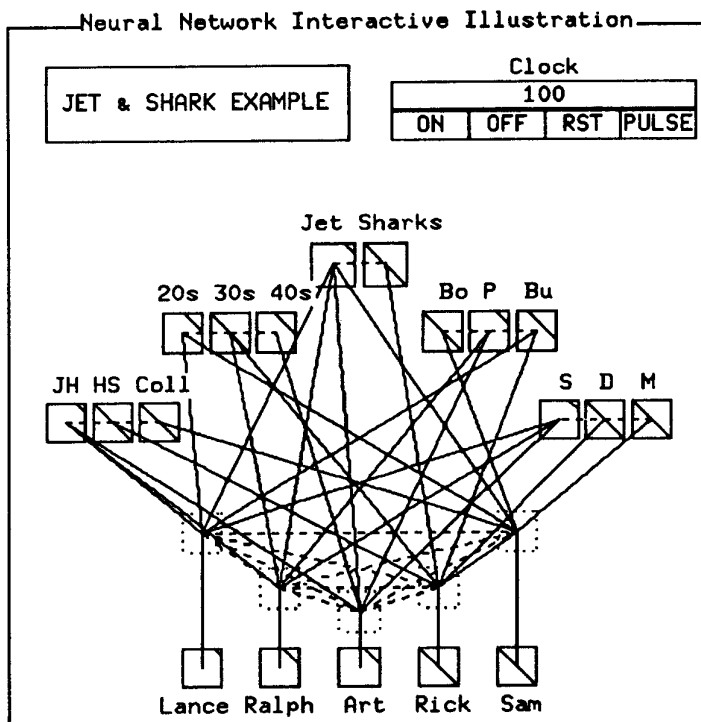 Neural Network Interactive Illustration
Clock
JET & SHARK EXAMPLE
100
ON OFF RST PULSE
Jet Sharks
20s 30s 40s
Bo P Bu
JH HS Coll
S D M
Lance Ralph Art Rick Sam